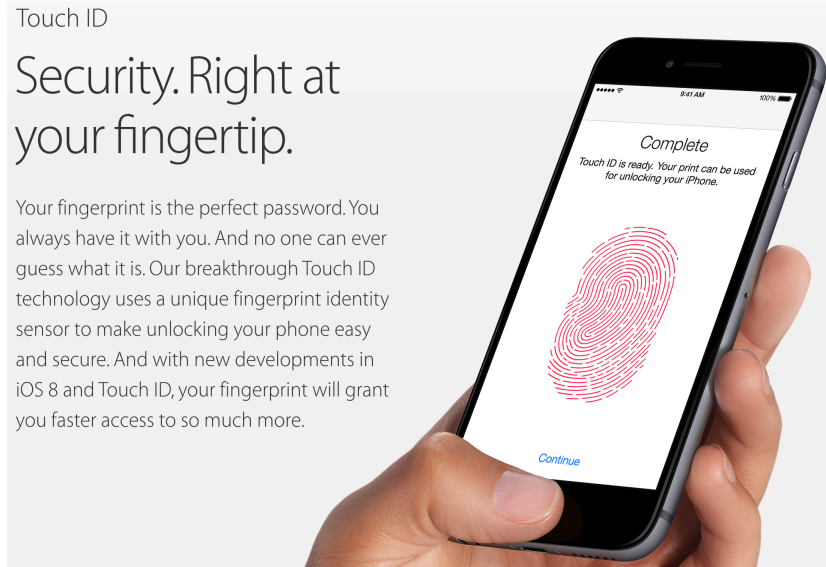 Touch ID
Security. Right at
your fingertip.
Your fingerprint is the perfect password. You
always have it with you. And no one can ever
guess what it is. Our breakthrough Touch ID
technology uses a unique fingerprint identity
sensor to make unlocking your phone easy
and secure. And with new developments in
iOS 8 and Touch ID, your fingerprint will grant
you faster access to so much more.
9:41 AM
100%
Complete
Touch ID is ready. Your print can be used
for unlocking your iPhone.
Continue